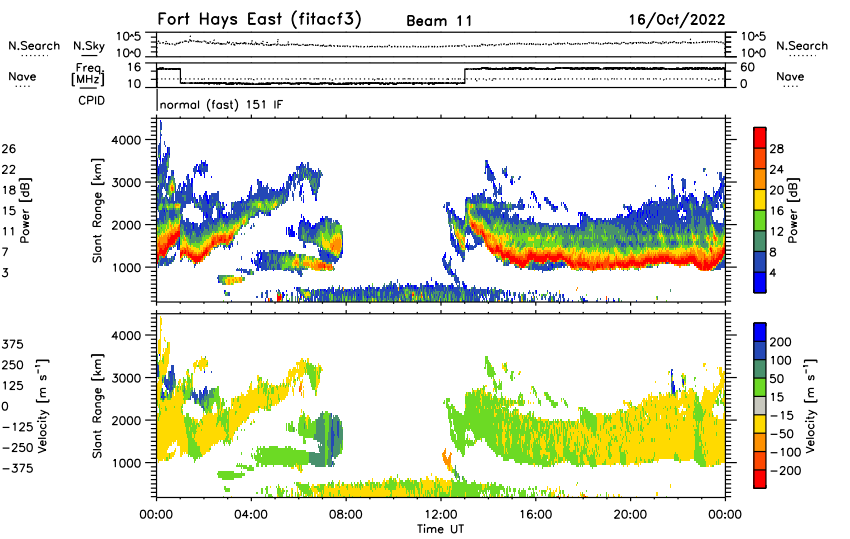 Fort Hays East (fitacf3) Beam 11 16/Oct/2022
N.Search N.Sky 10^5 10^5 N.Search
10^0 10^0
Nave Freq. [MHz] 16 60 Nave
10 0
CPID normal (fast) 151 IF
Power [dB] 26 22 18 15 11 7 3
Slant Range [km] 4000 3000 2000 1000
28 24 20 16 12 8 4 Power [dB]
375 250 125 0 -125 -250 -375 Velocity [m s⁻¹]
Slant Range [km] 4000 3000 2000 1000
200 100 50 15 -15 -50 -100 -200 Velocity [m s⁻¹]
00:00 04:00 08:00 12:00 16:00 20:00 00:00
Time UT